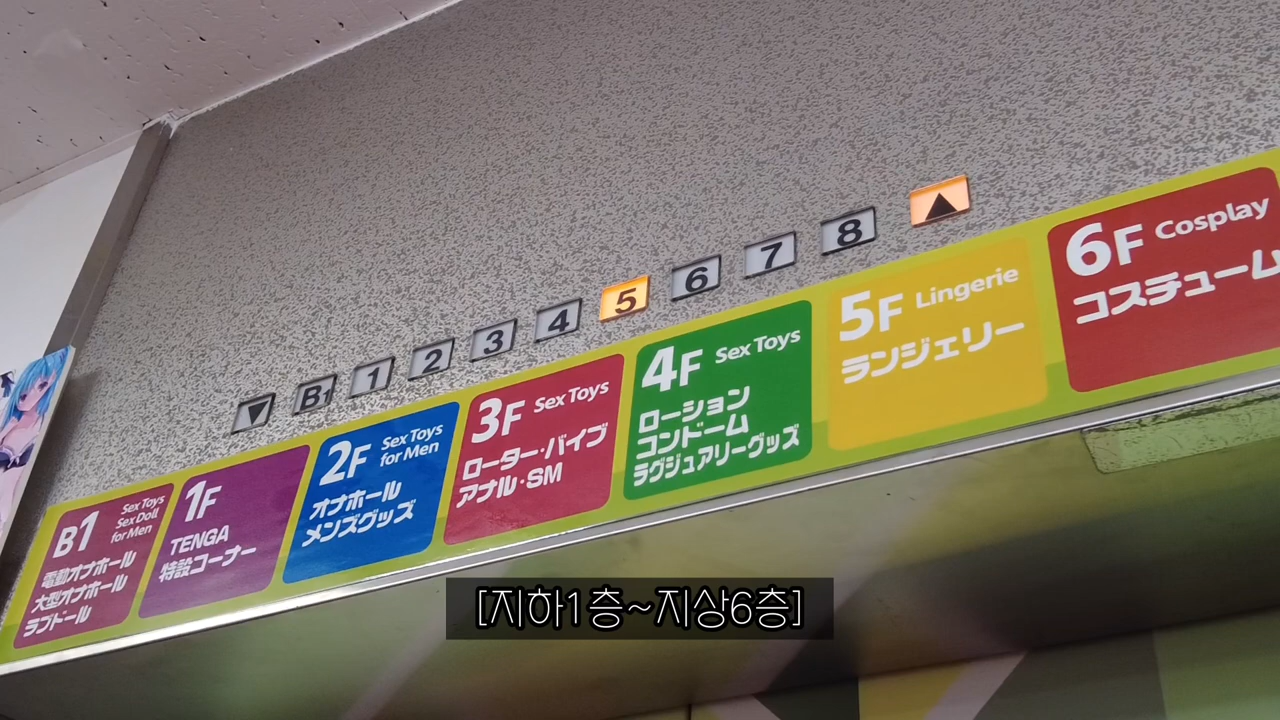 ▼ B1 1 2 3 4 5 6 7 8 ▲
B1 Sex Toys
Sex Doll
for Men
電動オナホール
大型オナホール
ラブドール
1F
TENGA
特設コーナー
2F Sex Toys
for Men
オナホール
メンズグッズ
3F Sex Toys
ローター・バイブ
アナル・SM
4F Sex Toys
ローション
コンドーム
ラグジュアリーグッズ
5F Lingerie
ランジェリー
6F Cosplay
コスチューム
[지하1층~지상6층]